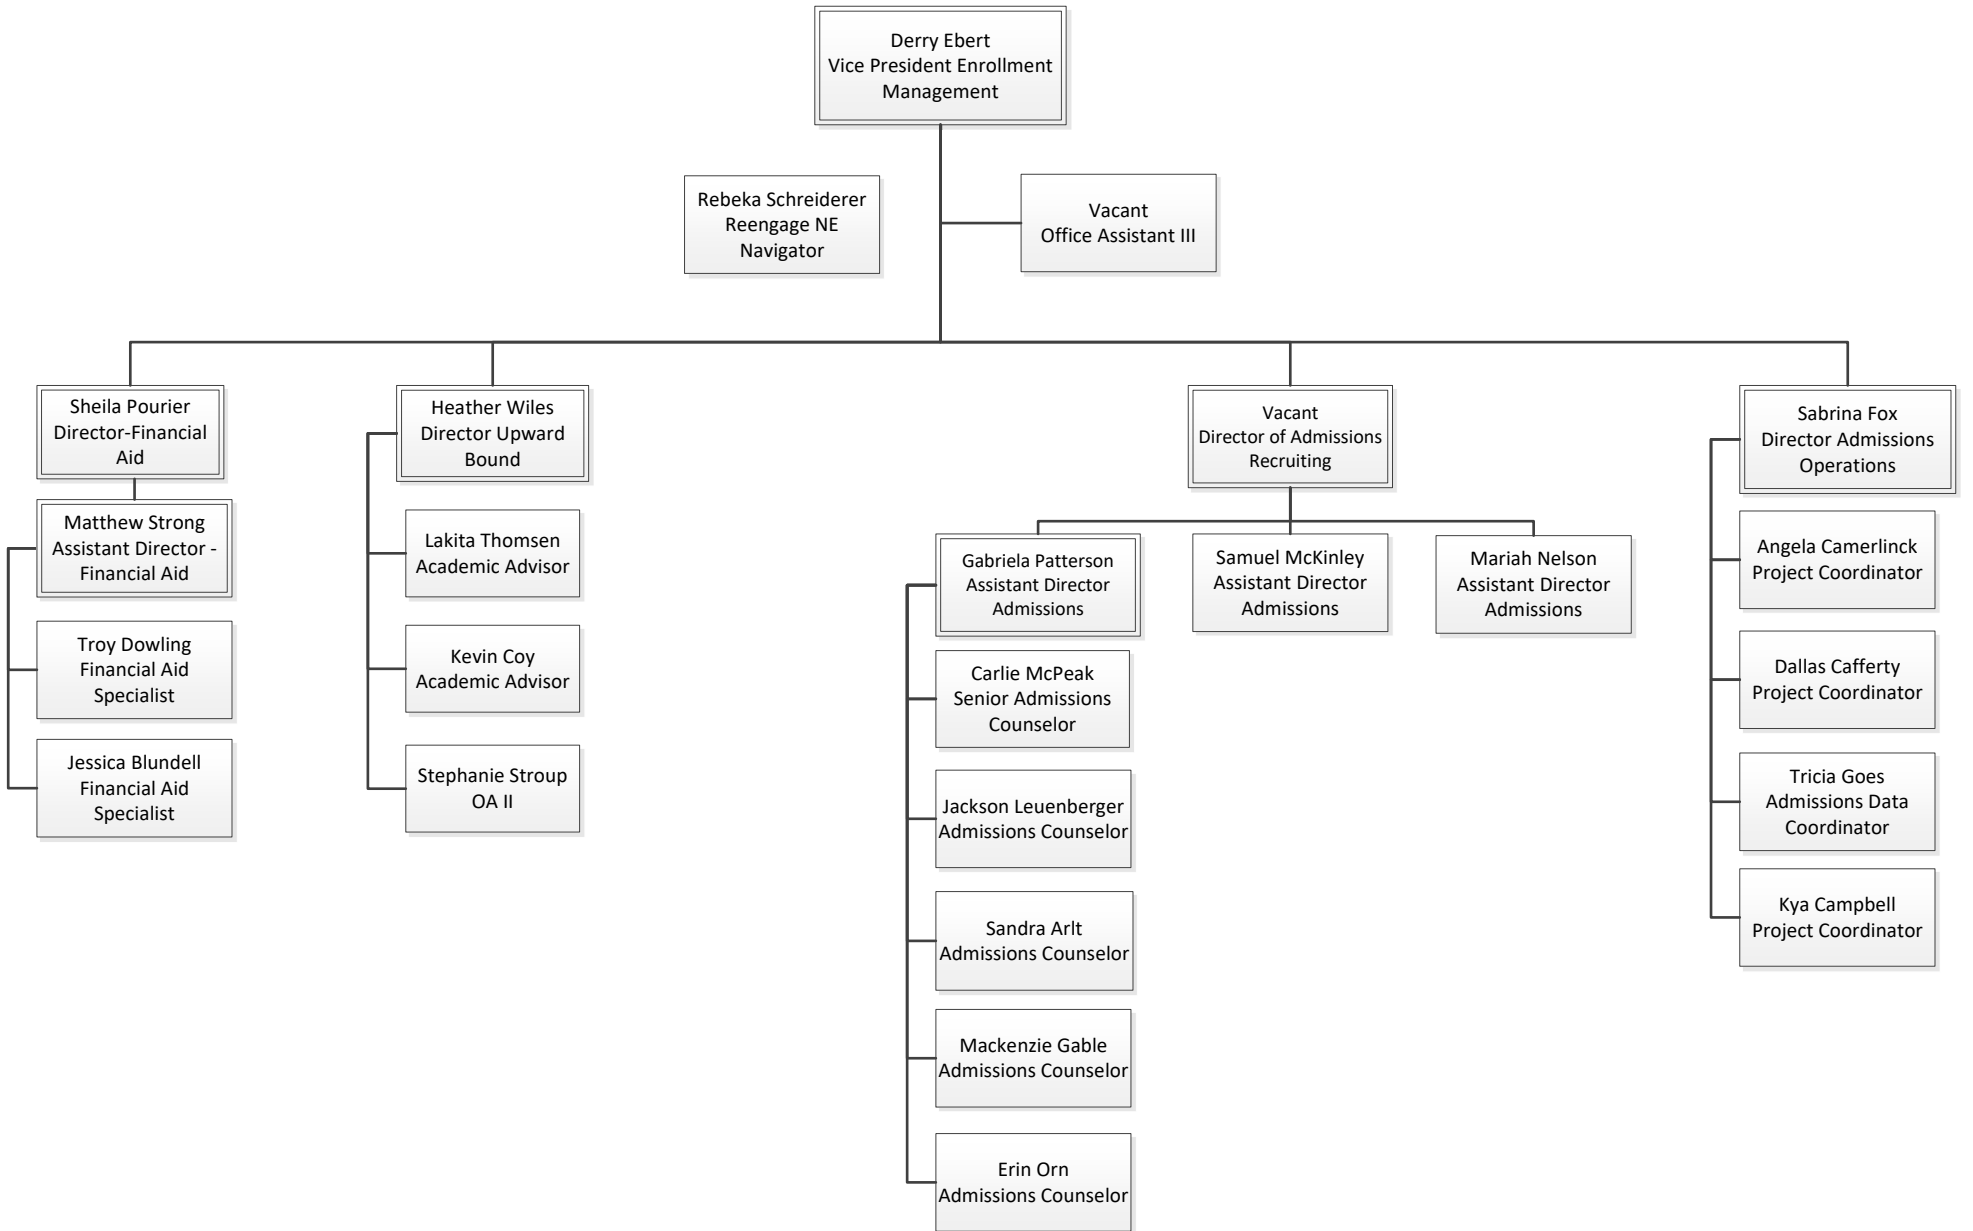 Derry Ebert
Vice President Enrollment
Management
Rebeka Schreiderer
Reengage NE
Navigator
Vacant
Office Assistant III
Sheila Pourier
Director-Financial
Aid
Matthew Strong
Assistant Director -
Financial Aid
Troy Dowling
Financial Aid
Specialist
Jessica Blundell
Financial Aid
Specialist
Heather Wiles
Director Upward
Bound
Lakita Thomsen
Academic Advisor
Kevin Coy
Academic Advisor
Stephanie Stroup
OA II
Vacant
Director of Admissions
Recruiting
Gabriela Patterson
Assistant Director
Admissions
Samuel McKinley
Assistant Director
Admissions
Mariah Nelson
Assistant Director
Admissions
Carlie McPeak
Senior Admissions
Counselor
Jackson Leuenberger
Admissions Counselor
Sandra Arlt
Admissions Counselor
Mackenzie Gable
Admissions Counselor
Erin Orn
Admissions Counselor
Sabrina Fox
Director Admissions
Operations
Angela Camerlinck
Project Coordinator
Dallas Cafferty
Project Coordinator
Tricia Goes
Admissions Data
Coordinator
Kya Campbell
Project Coordinator